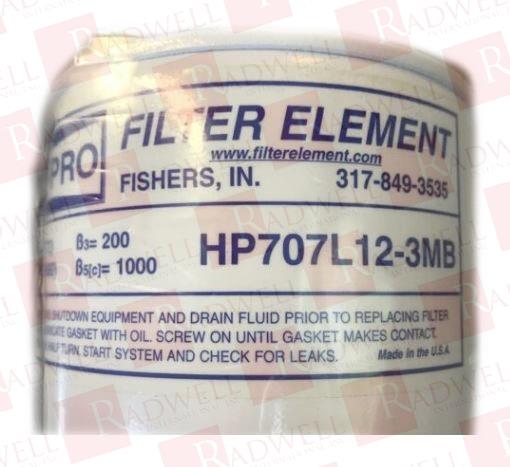 PRO FILTER ELEMENT
www.filterelement.com
FISHERS, IN. 317-849-3535
β3= 200
HP707L12-3MB
β5[c]= 1000
SHUTDOWN EQUIPMENT AND DRAIN FLUID PRIOR TO REPLACING FILTER
GASKET WITH OIL. SCREW ON UNTIL GASKET MAKES CONTACT.
TURN. START SYSTEM AND CHECK FOR LEAKS. Made in the U.S.A.
RADWELL